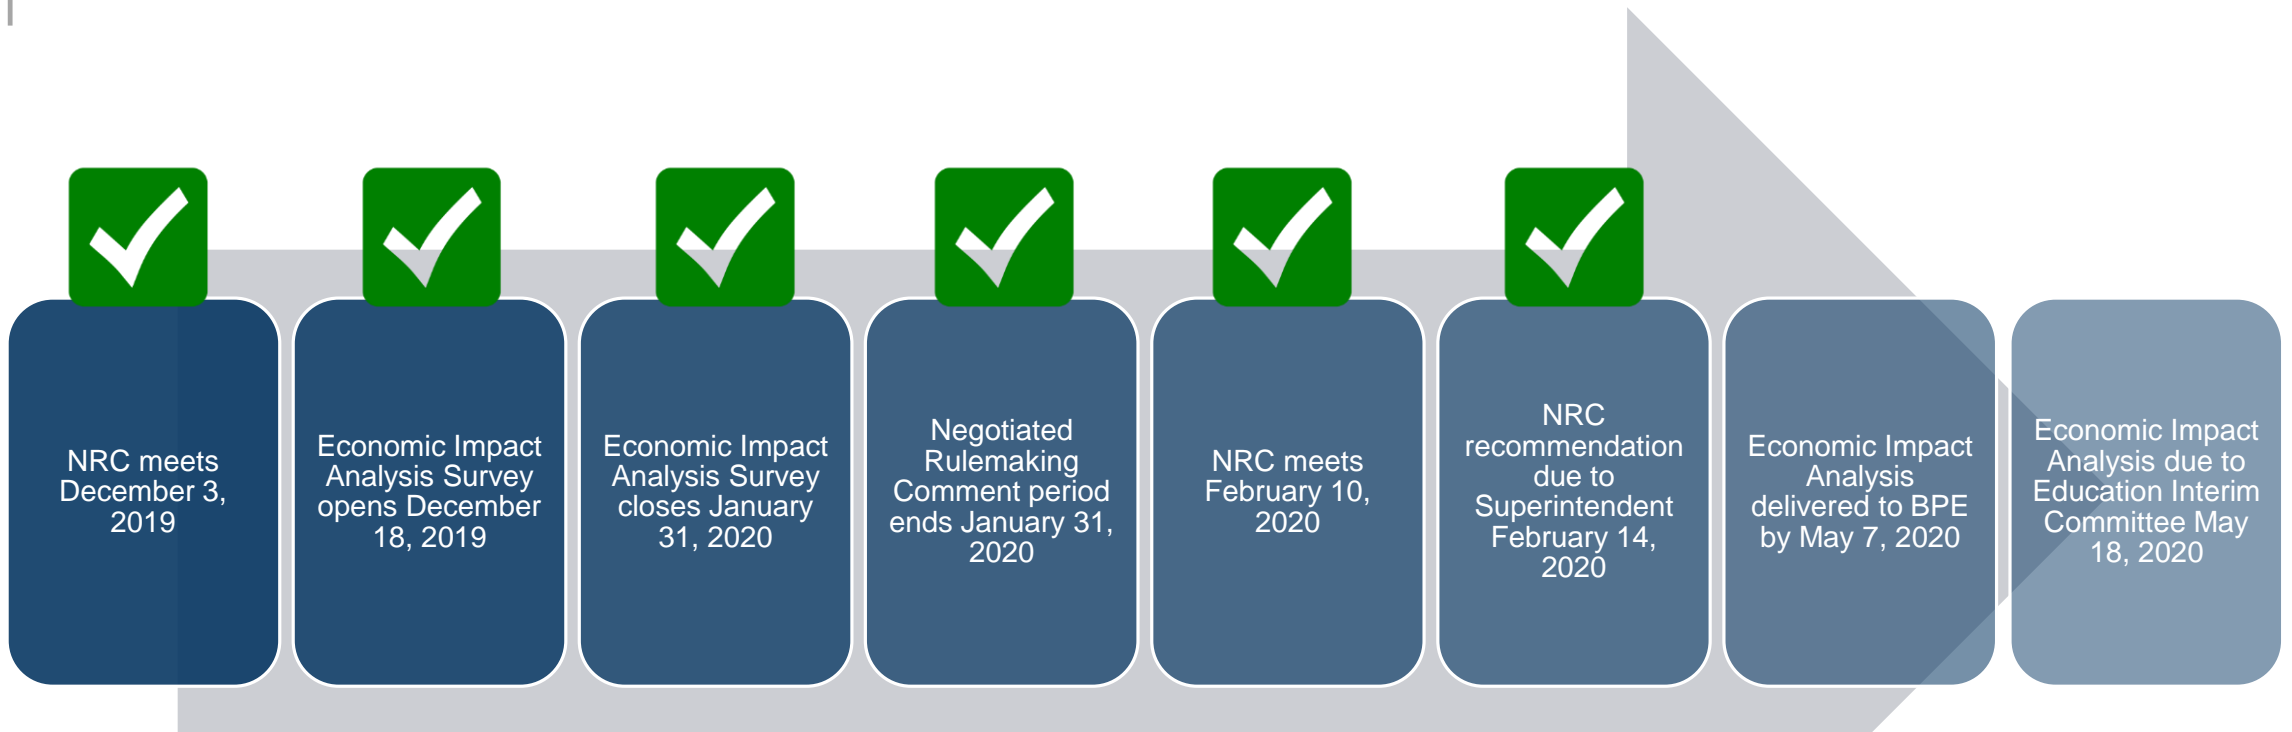 NRC meets
December 3,
2019
Economic Impact
Analysis Survey
opens December
18, 2019
Economic Impact
Analysis Survey
closes January
31, 2020
Negotiated
Rulemaking
Comment period
ends January 31,
2020
NRC meets
February 10,
2020
NRC
recommendation
due to
Superintendent
February 14,
2020
Economic Impact
Analysis
delivered to BPE
by May 7, 2020
Economic Impact
Analysis due to
Education Interim
Committee May
18, 2020